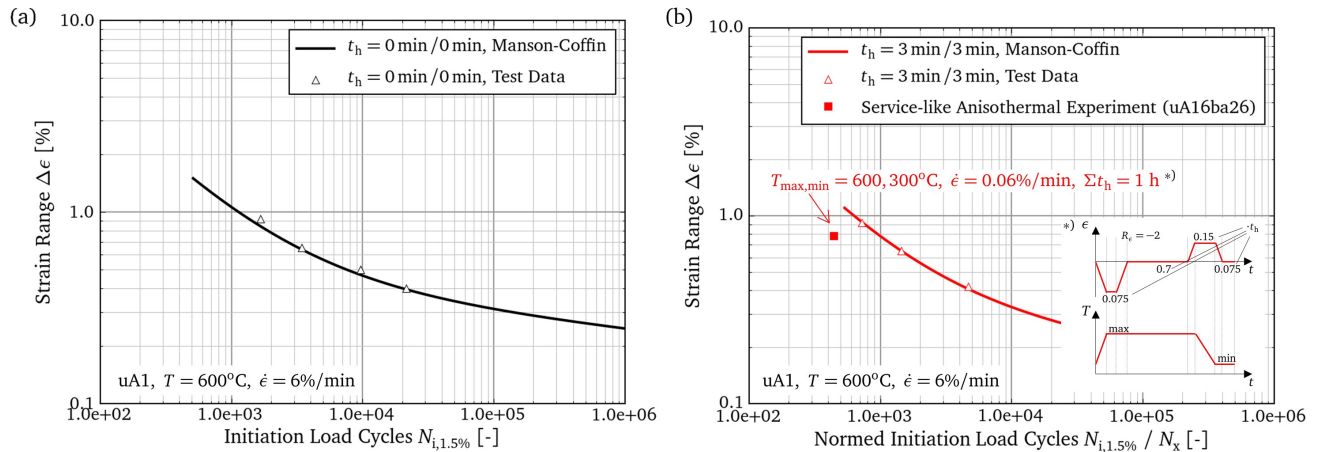 (a)
10.0
1.0
0.1
Strain Range Δϵ [%]
t_h = 0 min/0 min, Manson-Coffin
t_h = 0 min/0 min, Test Data
uA1, T = 600°C, ϵ̇ = 6%/min
1.0e+02 1.0e+03 1.0e+04 1.0e+05 1.0e+06
Initiation Load Cycles N_i,1.5% [-]
(b)
10.0
1.0
0.1
Strain Range Δϵ [%]
t_h = 3 min/3 min, Manson-Coffin
t_h = 3 min/3 min, Test Data
Service-like Anisothermal Experiment (uA16ba26)
T_max,min = 600, 300°C, ϵ̇ = 0.06%/min, Σt_h = 1 h *)
*) ϵ R_ϵ = −2 0.15 t_h
0.7 0.075 t
0.075
T max
min
t
uA1, T = 600°C, ϵ̇ = 6%/min
1.0e+02 1.0e+03 1.0e+04 1.0e+05 1.0e+06
Normed Initiation Load Cycles N_i,1.5% / N_x [-]